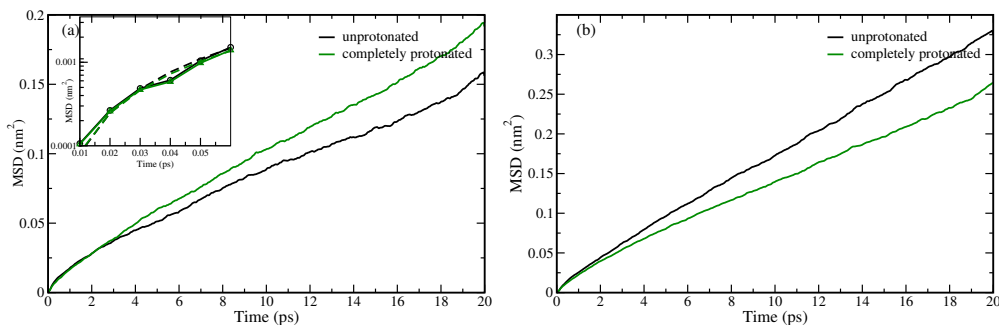 (a)
unprotonated
completely protonated
MSD (nm²)
0.2
0.15
0.1
0.05
0
0 2 4 6 8 10 12 14 16 18 20
Time (ps)
MSD (nm²)
0.001
0.0001
0.01 0.02 0.03 0.04 0.05
Time (ps)
(b)
unprotonated
completely protonated
MSD (nm²)
0.3
0.25
0.2
0.15
0.1
0.05
0
0 2 4 6 8 10 12 14 16 18 20
Time (ps)